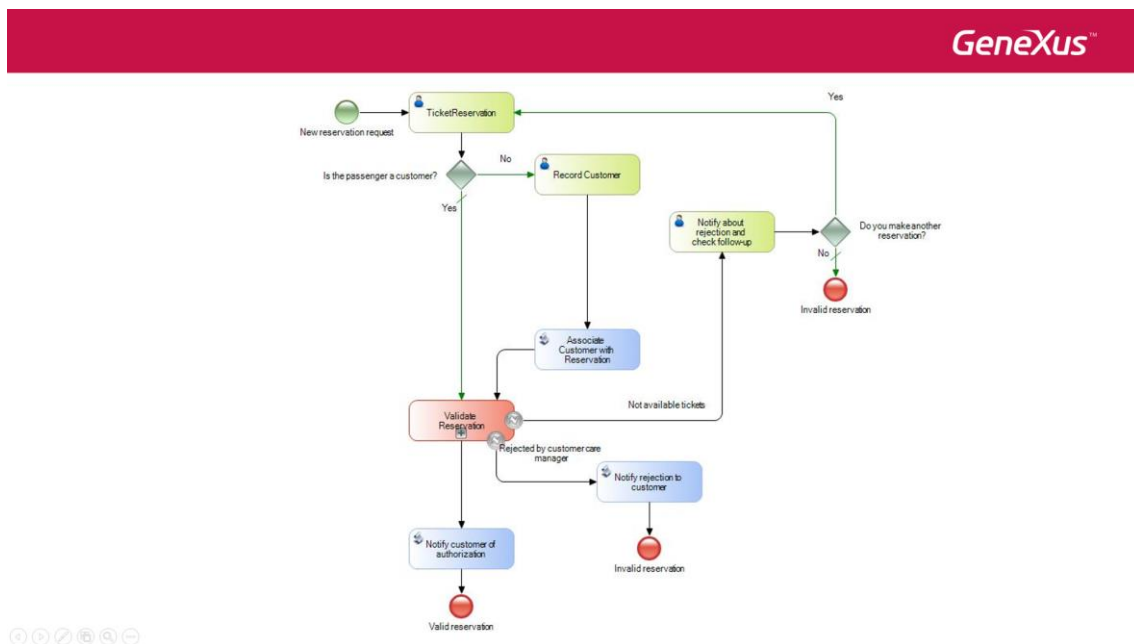 GeneXus™
Yes
TicketReservation
New reservation request
No
Is the passenger a customer?
Record Customer
Yes
Notify about
rejection and
check follow-up
Do you make another
reservation?
No
Invalid reservation
Associate
Customer with
Reservation
Not available tickets
Validate
Reservation
Rejected by customer care
manager
Notify rejection to
customer
Notify customer of
authorization
Invalid reservation
Valid reservation